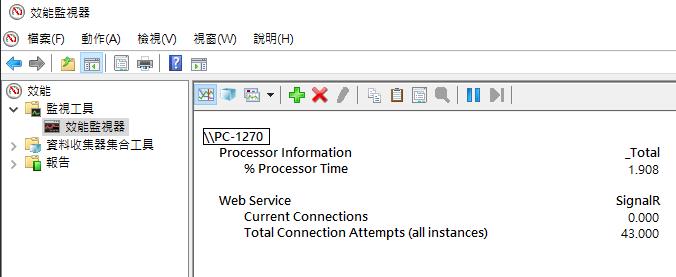 效能監視器
檔案(F) 動作(A) 檢視(V) 視窗(W) 說明(H)
效能
監視工具
效能監視器
資料收集器集合工具
報告
\\PC-1270
Processor Information _Total
% Processor Time 1.908
Web Service SignalR
Current Connections 0.000
Total Connection Attempts (all instances) 43.000